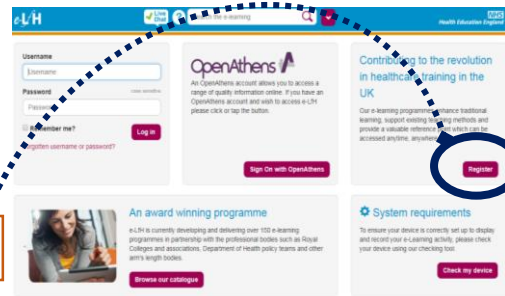 e-LfH
Live
Chat
?
Search the e-learning
NHS
Health Education England
Username
Username
Password
case sensitive
Password
Remember me?
Log in
Forgotten username or password?
OpenAthens
An OpenAthens account allows you to access a
range of quality information online. If you have an
OpenAthens account and wish to access e-LfH
please click or tap the button.
Sign On with OpenAthens
Contributing to the revolution
in healthcare training in the
UK
Our e-learning programmes enhance traditional
learning, support existing teaching methods and
provide a valuable reference point which can be
accessed anytime, anywhere
Register
An award winning programme
e-LfH is currently developing and delivering over 150 e-learning
programmes in partnership with the professional bodies such as Royal
Colleges and associations, Department of Health policy teams and other
arm's length bodies.
Browse our catalogue
System requirements
To ensure your device is correctly set up to display
and record your e-Learning activity, please check
your device using our checking tool.
Check my device